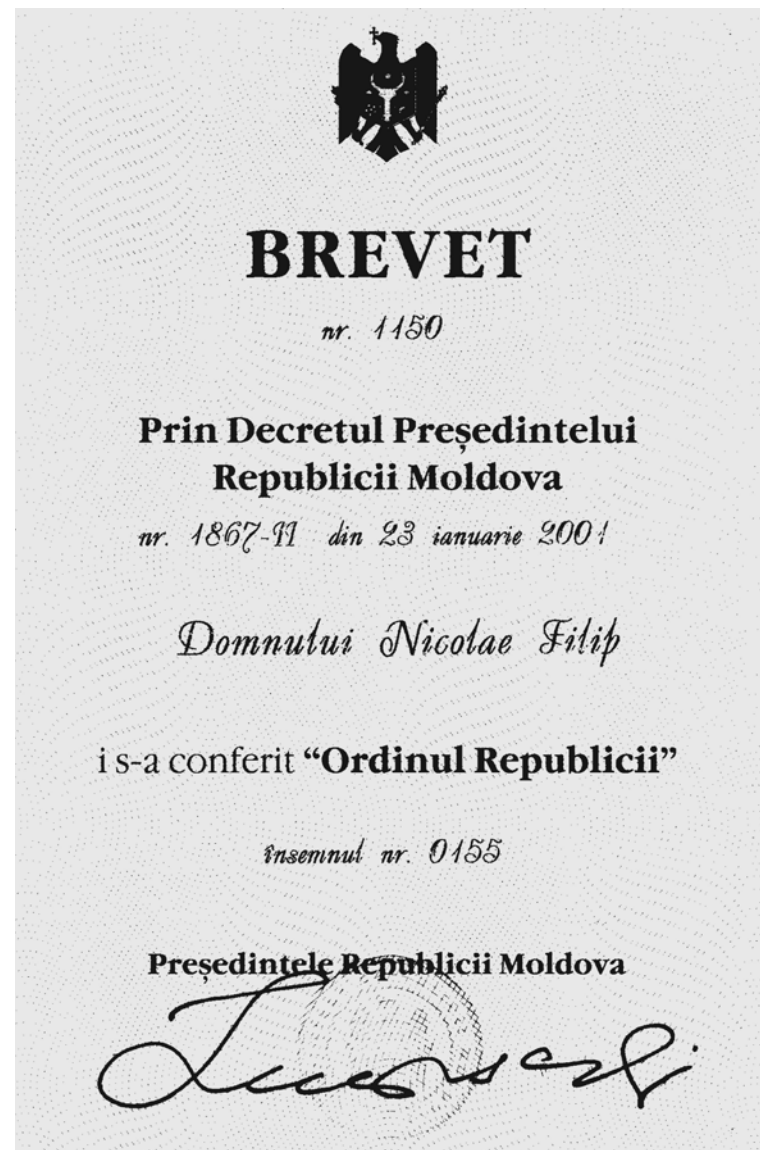 BREVET
nr. 1150
Prin Decretul Președintelui
Republicii Moldova
nr. 1867-II din 23 ianuarie 2001
Domnului Nicolae Filip
i s-a conferit “Ordinul Republicii”
însemnul nr. 0155
Președintele Republicii Moldova